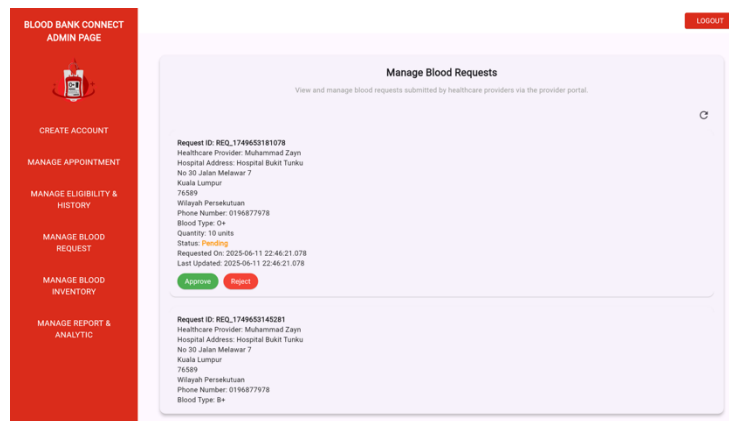 BLOOD BANK CONNECT
ADMIN PAGE
LOGOUT
CREATE ACCOUNT
MANAGE APPOINTMENT
MANAGE ELIGIBILITY &
HISTORY
MANAGE BLOOD
REQUEST
MANAGE BLOOD
INVENTORY
MANAGE REPORT &
ANALYTIC
Manage Blood Requests
View and manage blood requests submitted by healthcare providers via the provider portal.
Request ID: REQ_1749653181078
Healthcare Provider: Muhammad Zayn
Hospital Address: Hospital Bukit Tunku
No 30 Jalan Melawar 7
Kuala Lumpur
76589
Wilayah Persekutuan
Phone Number: 0196877978
Blood Type: O+
Quantity: 10 units
Status: Pending
Requested On: 2025-06-11 22:46:21.078
Last Updated: 2025-06-11 22:46:21.078
Approve Reject
Request ID: REQ_1749653145281
Healthcare Provider: Muhammad Zayn
Hospital Address: Hospital Bukit Tunku
No 30 Jalan Melawar 7
Kuala Lumpur
76589
Wilayah Persekutuan
Phone Number: 0196877978
Blood Type: B+